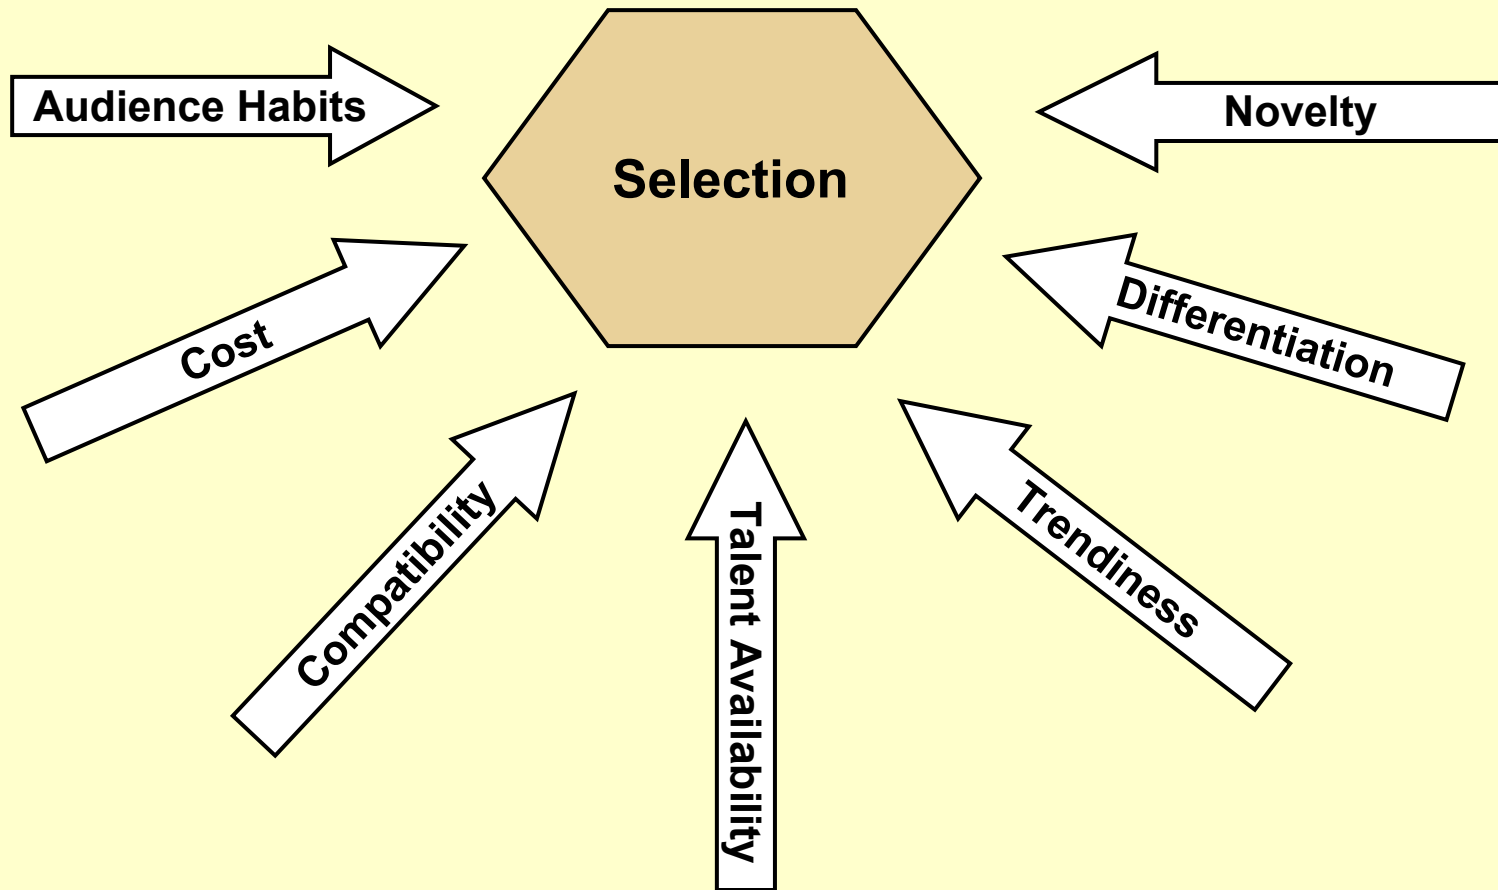 Audience Habits
Novelty
Selection
Cost
Differentiation
Compatibility
Talent Availability
Trendiness